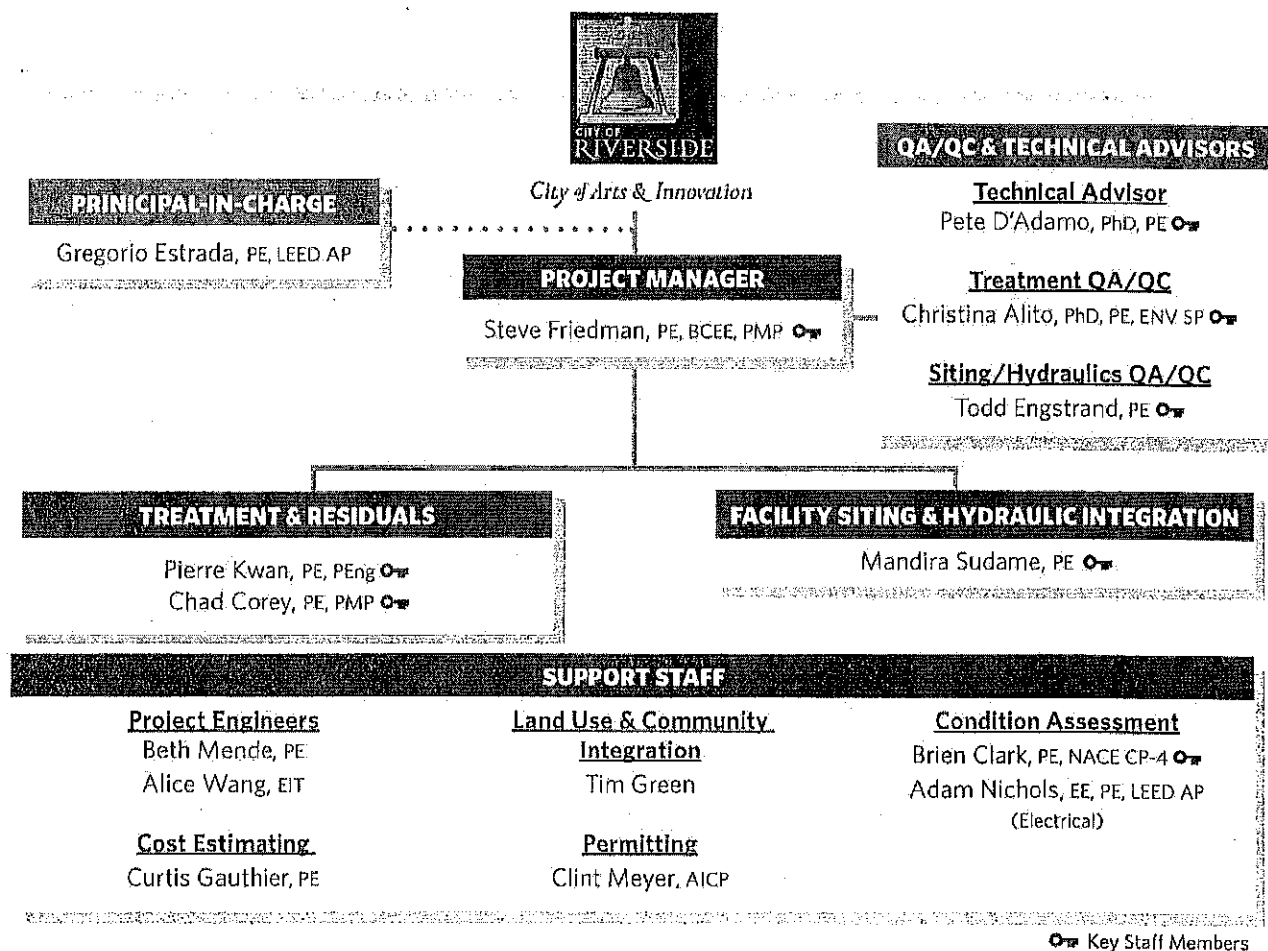 CITY OF
RIVERSIDE
City of Arts & Innovation
PRINICIPAL-IN-CHARGE
Gregorio Estrada, PE, LEED AP
PROJECT MANAGER
Steve Friedman, PE, BCEE, PMP
QA/QC & TECHNICAL ADVISORS
Technical Advisor
Pete D'Adamo, PhD, PE
Treatment QA/QC
Christina Alito, PhD, PE, ENV SP
Siting/Hydraulics QA/QC
Todd Engstrand, PE
TREATMENT & RESIDUALS
Pierre Kwan, PE, PEng
Chad Corey, PE, PMP
FACILITY SITING & HYDRAULIC INTEGRATION
Mandira Sudame, PE
SUPPORT STAFF
Project Engineers
Beth Mende, PE
Alice Wang, EIT
Cost Estimating
Curtis Gauthier, PE
Land Use & Community
Integration
Tim Green
Permitting
Clint Meyer, AICP
Condition Assessment
Brien Clark, PE, NACE CP-4
Adam Nichols, EE, PE, LEED AP
(Electrical)
Key Staff Members